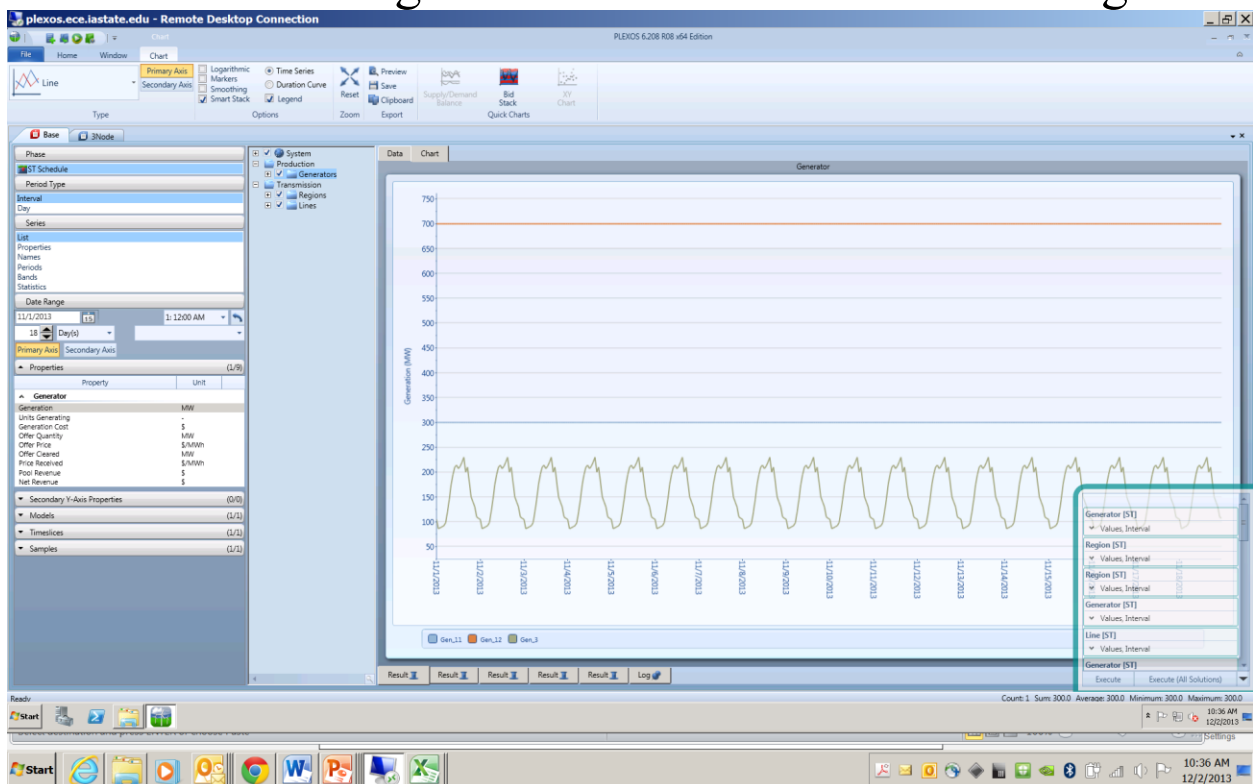 plexos.ece.iastate.edu - Remote Desktop Connection
Chart
PLEXOS 6.208 R08 x64 Edition
File Home Window Chart
Line
Primary Axis
Secondary Axis
Logarithmic
Markers
Smoothing
Smart Stack
Time Series
Duration Curve
Legend
Reset
Preview
Save
Clipboard
Supply/Demand Balance
Bid Stack
XY Chart
Type Options Zoom Export Quick Charts
Base 3Node
Phase
ST Schedule
Period Type
Interval
Day
Series
List
Properties
Names
Periods
Bands
Statistics
Date Range
11/1/2013 15 1: 12:00 AM
18 Day(s)
Primary Axis Secondary Axis
Properties (1/9)
Property Unit
Generator
Generation MW
Units Generating -
Generation Cost $
Offer Quantity MW
Offer Price $/MWh
Offer Cleared MW
Price Received $/MWh
Pool Revenue $
Net Revenue $
Secondary Y-Axis Properties (0/0)
Models (1/1)
Timeslices (1/1)
Samples (1/1)
System
Production
Generators
Transmission
Regions
Lines
Data Chart
Generator
Generation (MW)
750
700
650
600
550
500
450
400
350
300
250
200
150
100
50
11/1/2013
11/2/2013
11/3/2013
11/4/2013
11/5/2013
11/6/2013
11/7/2013
11/8/2013
11/9/2013
11/10/2013
11/11/2013
11/12/2013
11/13/2013
11/14/2013
11/15/2013
Gen_11 Gen_12 Gen_3
Generator [ST]
Values, Interval
Region [ST]
Values, Interval
Region [ST]
Values, Interval
Generator [ST]
Values, Interval
Line [ST]
Values, Interval
Generator [ST]
Execute Execute (All Solutions)
Result Result Result Result Result Log
Ready
Count: 1 Sum: 300.0 Average: 300.0 Minimum: 300.0 Maximum: 300.0
Start
10:36 AM
12/2/2013
Settings
Start
10:36 AM
12/2/2013